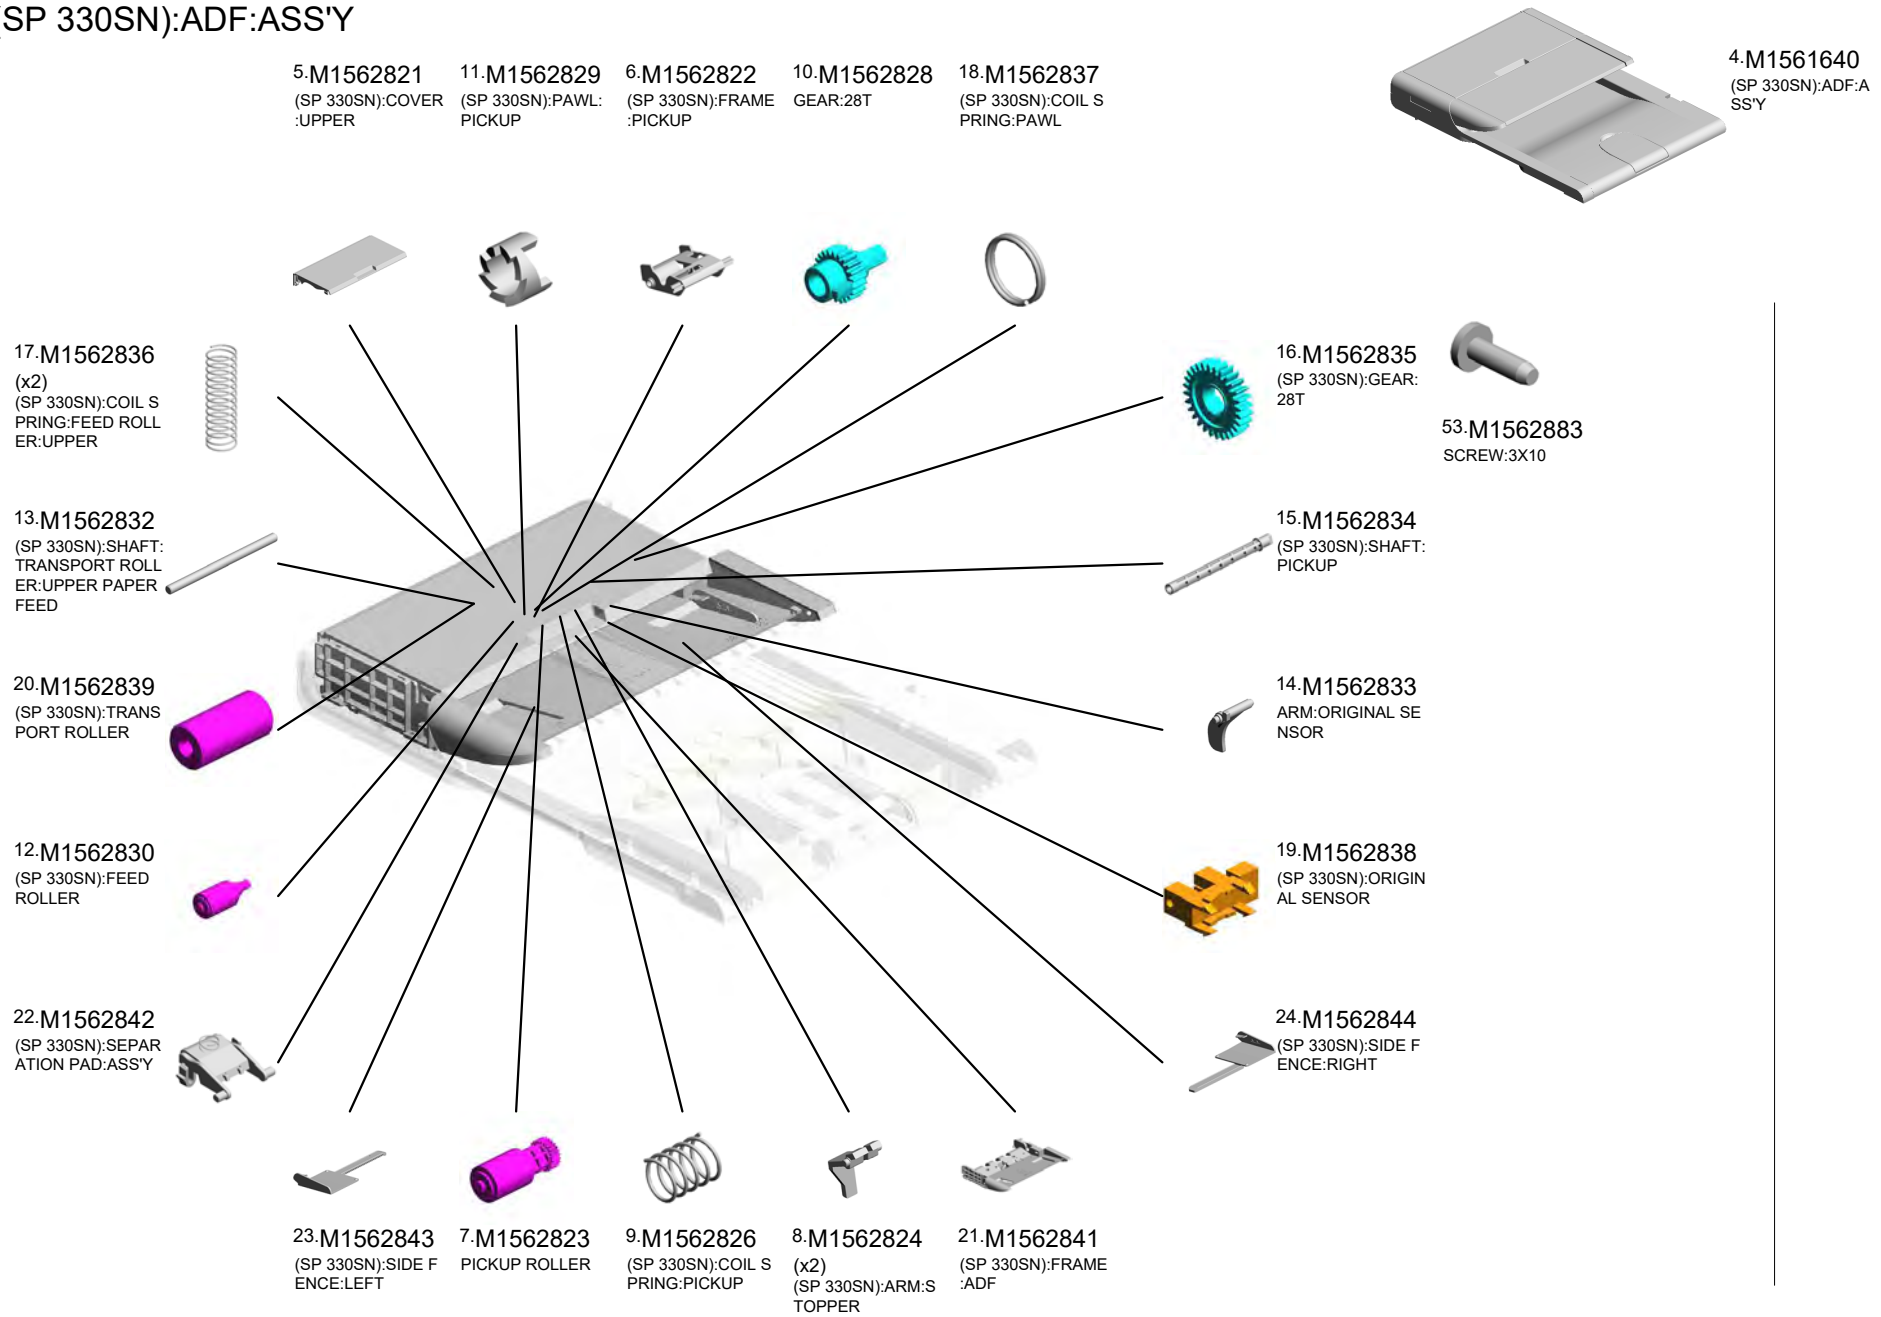 (SP 330SN):ADF:ASS'Y
4.M1561640
(SP 330SN):ADF:A
SS'Y
5.M1562821
(SP 330SN):COVER
:UPPER
11.M1562829
(SP 330SN):PAWL:
PICKUP
6.M1562822
(SP 330SN):FRAME
:PICKUP
10.M1562828
GEAR:28T
18.M1562837
(SP 330SN):COIL S
PRING:PAWL
17.M1562836
(x2)
(SP 330SN):COIL S
PRING:FEED ROLL
ER:UPPER
16.M1562835
(SP 330SN):GEAR:
28T
53.M1562883
SCREW:3X10
13.M1562832
(SP 330SN):SHAFT:
TRANSPORT ROLL
ER:UPPER PAPER
FEED
15.M1562834
(SP 330SN):SHAFT:
PICKUP
20.M1562839
(SP 330SN):TRANS
PORT ROLLER
14.M1562833
ARM:ORIGINAL SE
NSOR
12.M1562830
(SP 330SN):FEED
ROLLER
19.M1562838
(SP 330SN):ORIGIN
AL SENSOR
22.M1562842
(SP 330SN):SEPAR
ATION PAD:ASS'Y
24.M1562844
(SP 330SN):SIDE F
ENCE:RIGHT
23.M1562843
(SP 330SN):SIDE F
ENCE:LEFT
7.M1562823
PICKUP ROLLER
9.M1562826
(SP 330SN):COIL S
PRING:PICKUP
8.M1562824
(x2)
(SP 330SN):ARM:S
TOPPER
21.M1562841
(SP 330SN):FRAME
:ADF